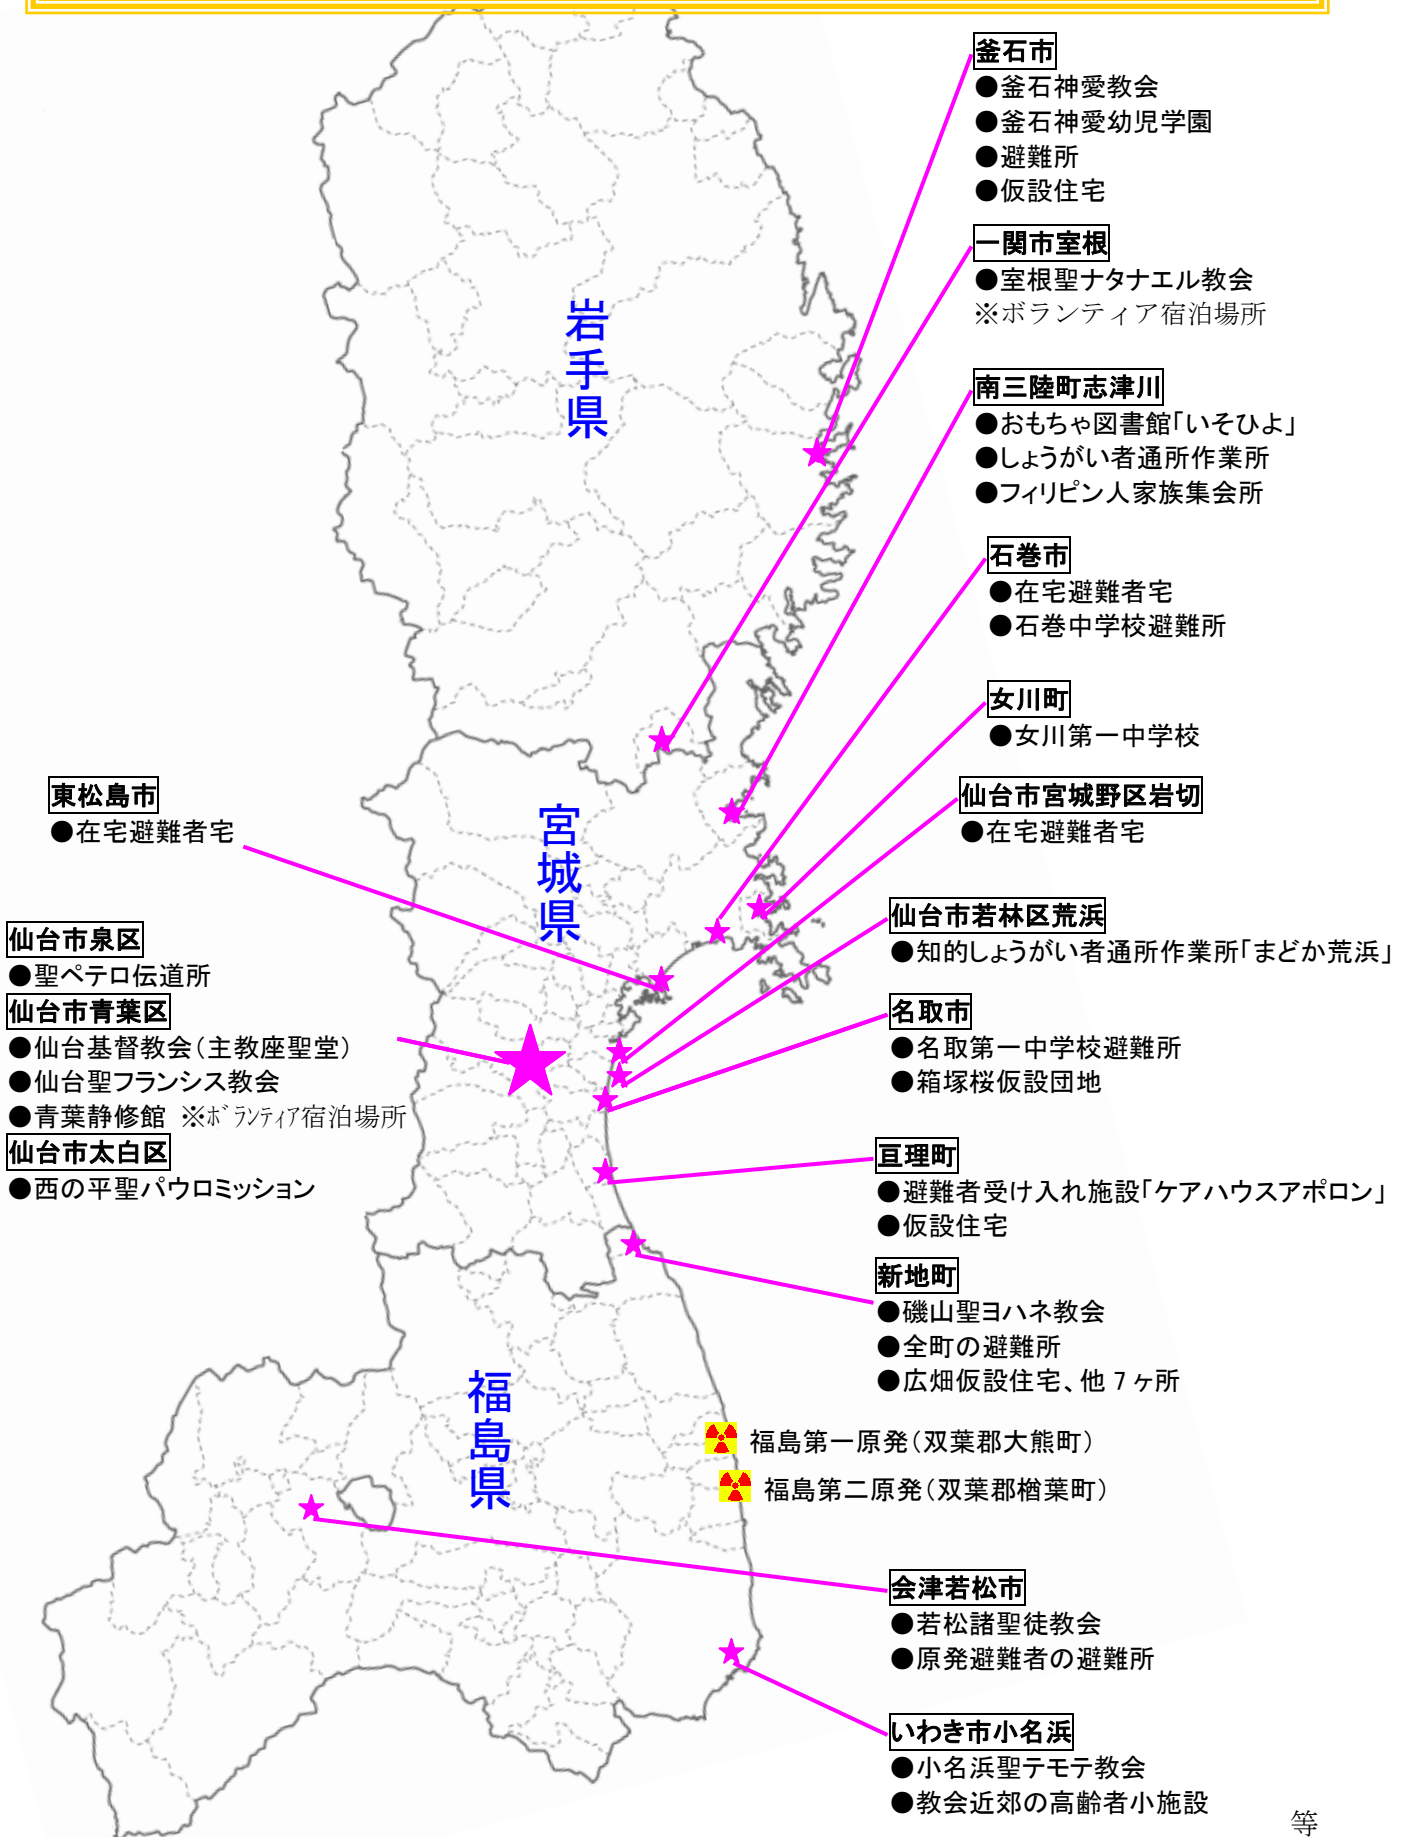 釜石市
●釜石神愛教会
●釜石神愛幼児学園
●避難所
●仮設住宅
一関市室根
●室根聖ナタナエル教会
※ボランティア宿泊場所
岩手県
南三陸町志津川
●おもちゃ図書館｢いそひよ｣
●しょうがい者通所作業所
●フィリピン人家族集会所
石巻市
●在宅避難者宅
●石巻中学校避難所
女川町
●女川第一中学校
東松島市
●在宅避難者宅
宮城県
仙台市宮城野区岩切
●在宅避難者宅
仙台市若林区荒浜
●知的しょうがい者通所作業所｢まどか荒浜｣
仙台市泉区
●聖ペテロ伝道所
仙台市青葉区
●仙台基督教会(主教座聖堂)
●仙台聖フランシス教会
●青葉静修館 ※ﾎﾞﾗﾝﾃｨｱ宿泊場所
仙台市太白区
●西の平聖パウロミッション
名取市
●名取第一中学校避難所
●箱塚桜仮設団地
亘理町
●避難者受け入れ施設｢ケアハウスアポロン｣
●仮設住宅
新地町
●磯山聖ヨハネ教会
●全町の避難所
●広畑仮設住宅、他７ヶ所
福島県
福島第一原発(双葉郡大熊町)
福島第二原発(双葉郡楢葉町)
会津若松市
●若松諸聖徒教会
●原発避難者の避難所
いわき市小名浜
●小名浜聖テモテ教会
●教会近郊の高齢者小施設
等